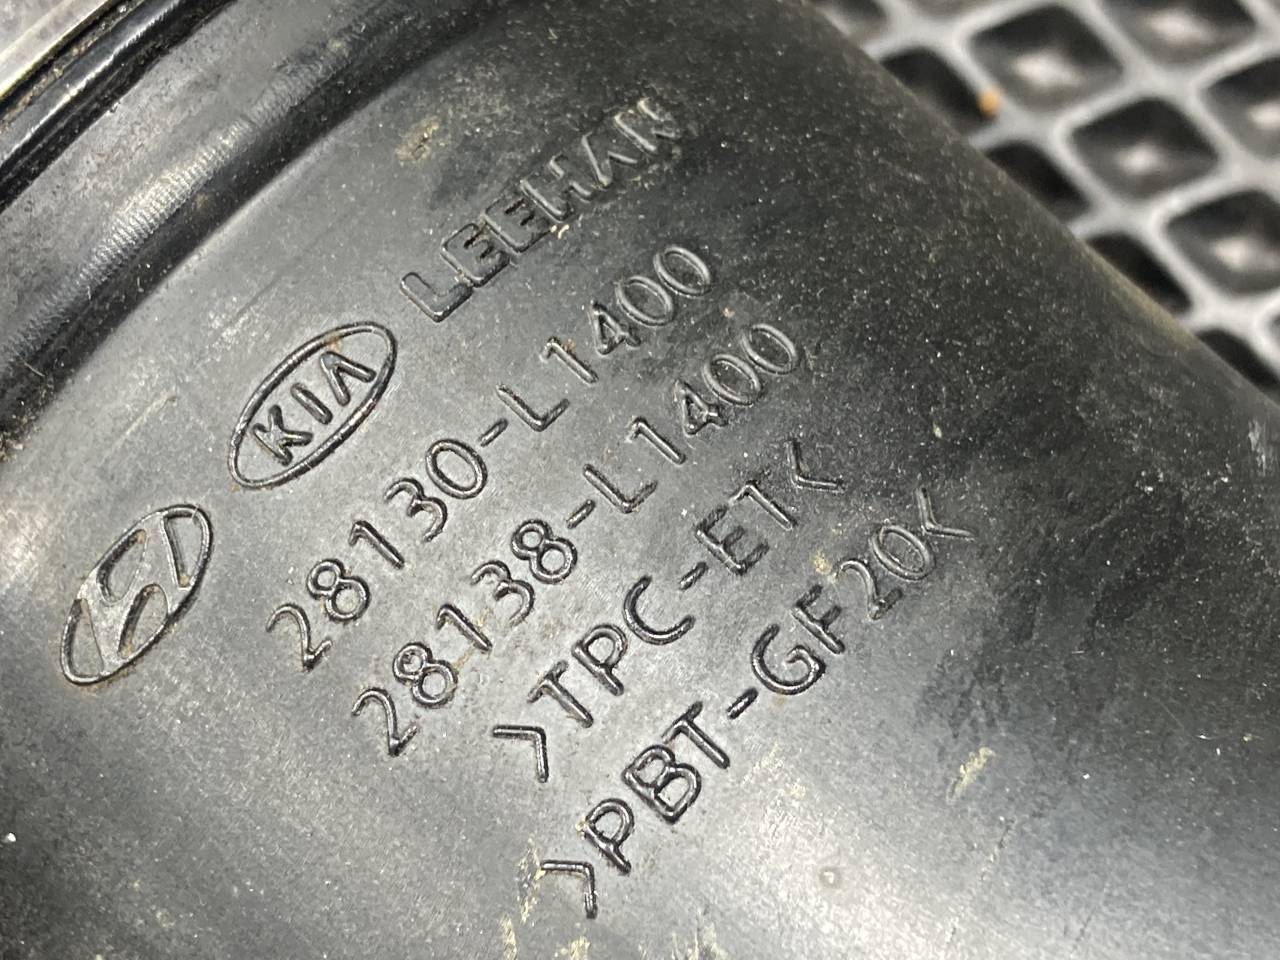 LEEHAN
KIA
28130-L1400
28138-L1400
>TPC-ET<
>PBT-GF20<